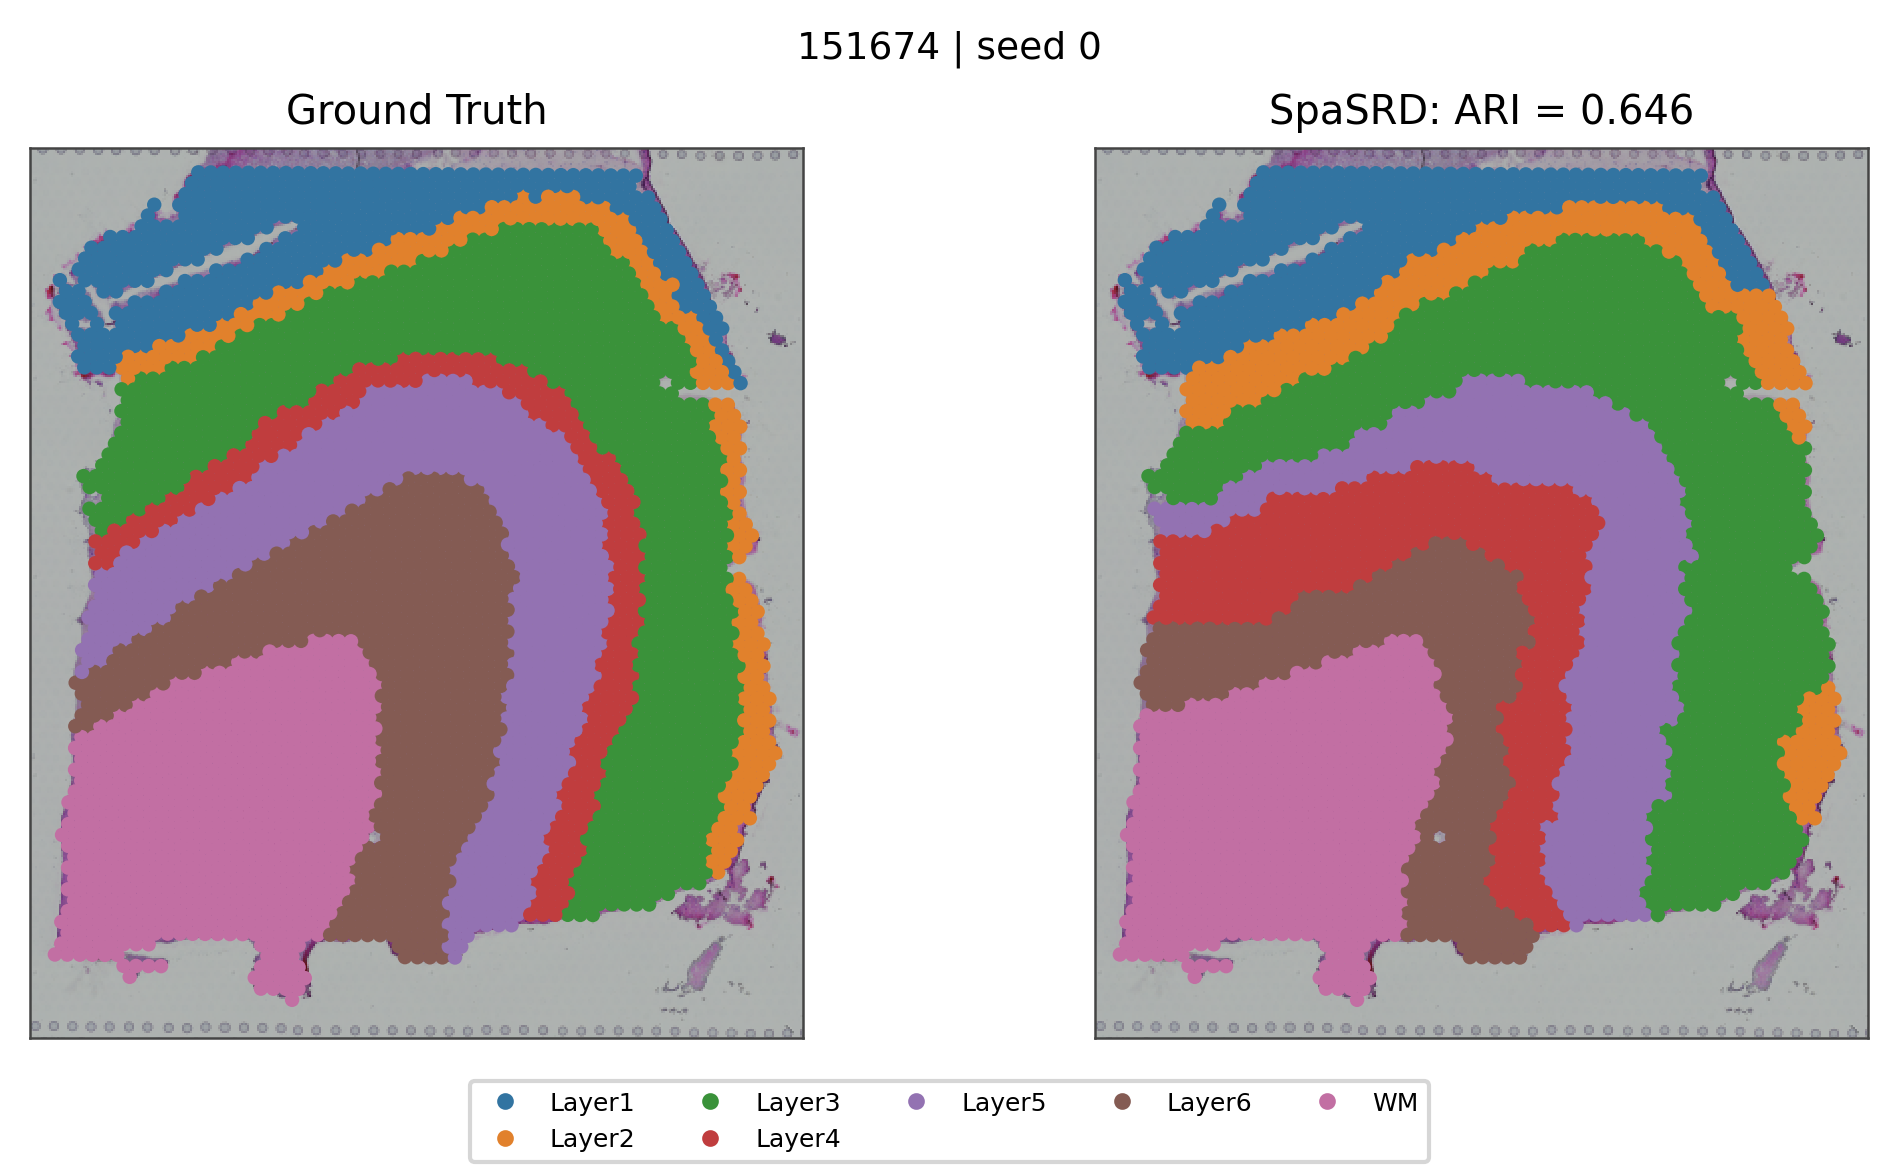 151674 | seed 0
Ground Truth
SpaSRD: ARI = 0.646
Layer1
Layer3
Layer5
Layer6
WM
Layer2
Layer4